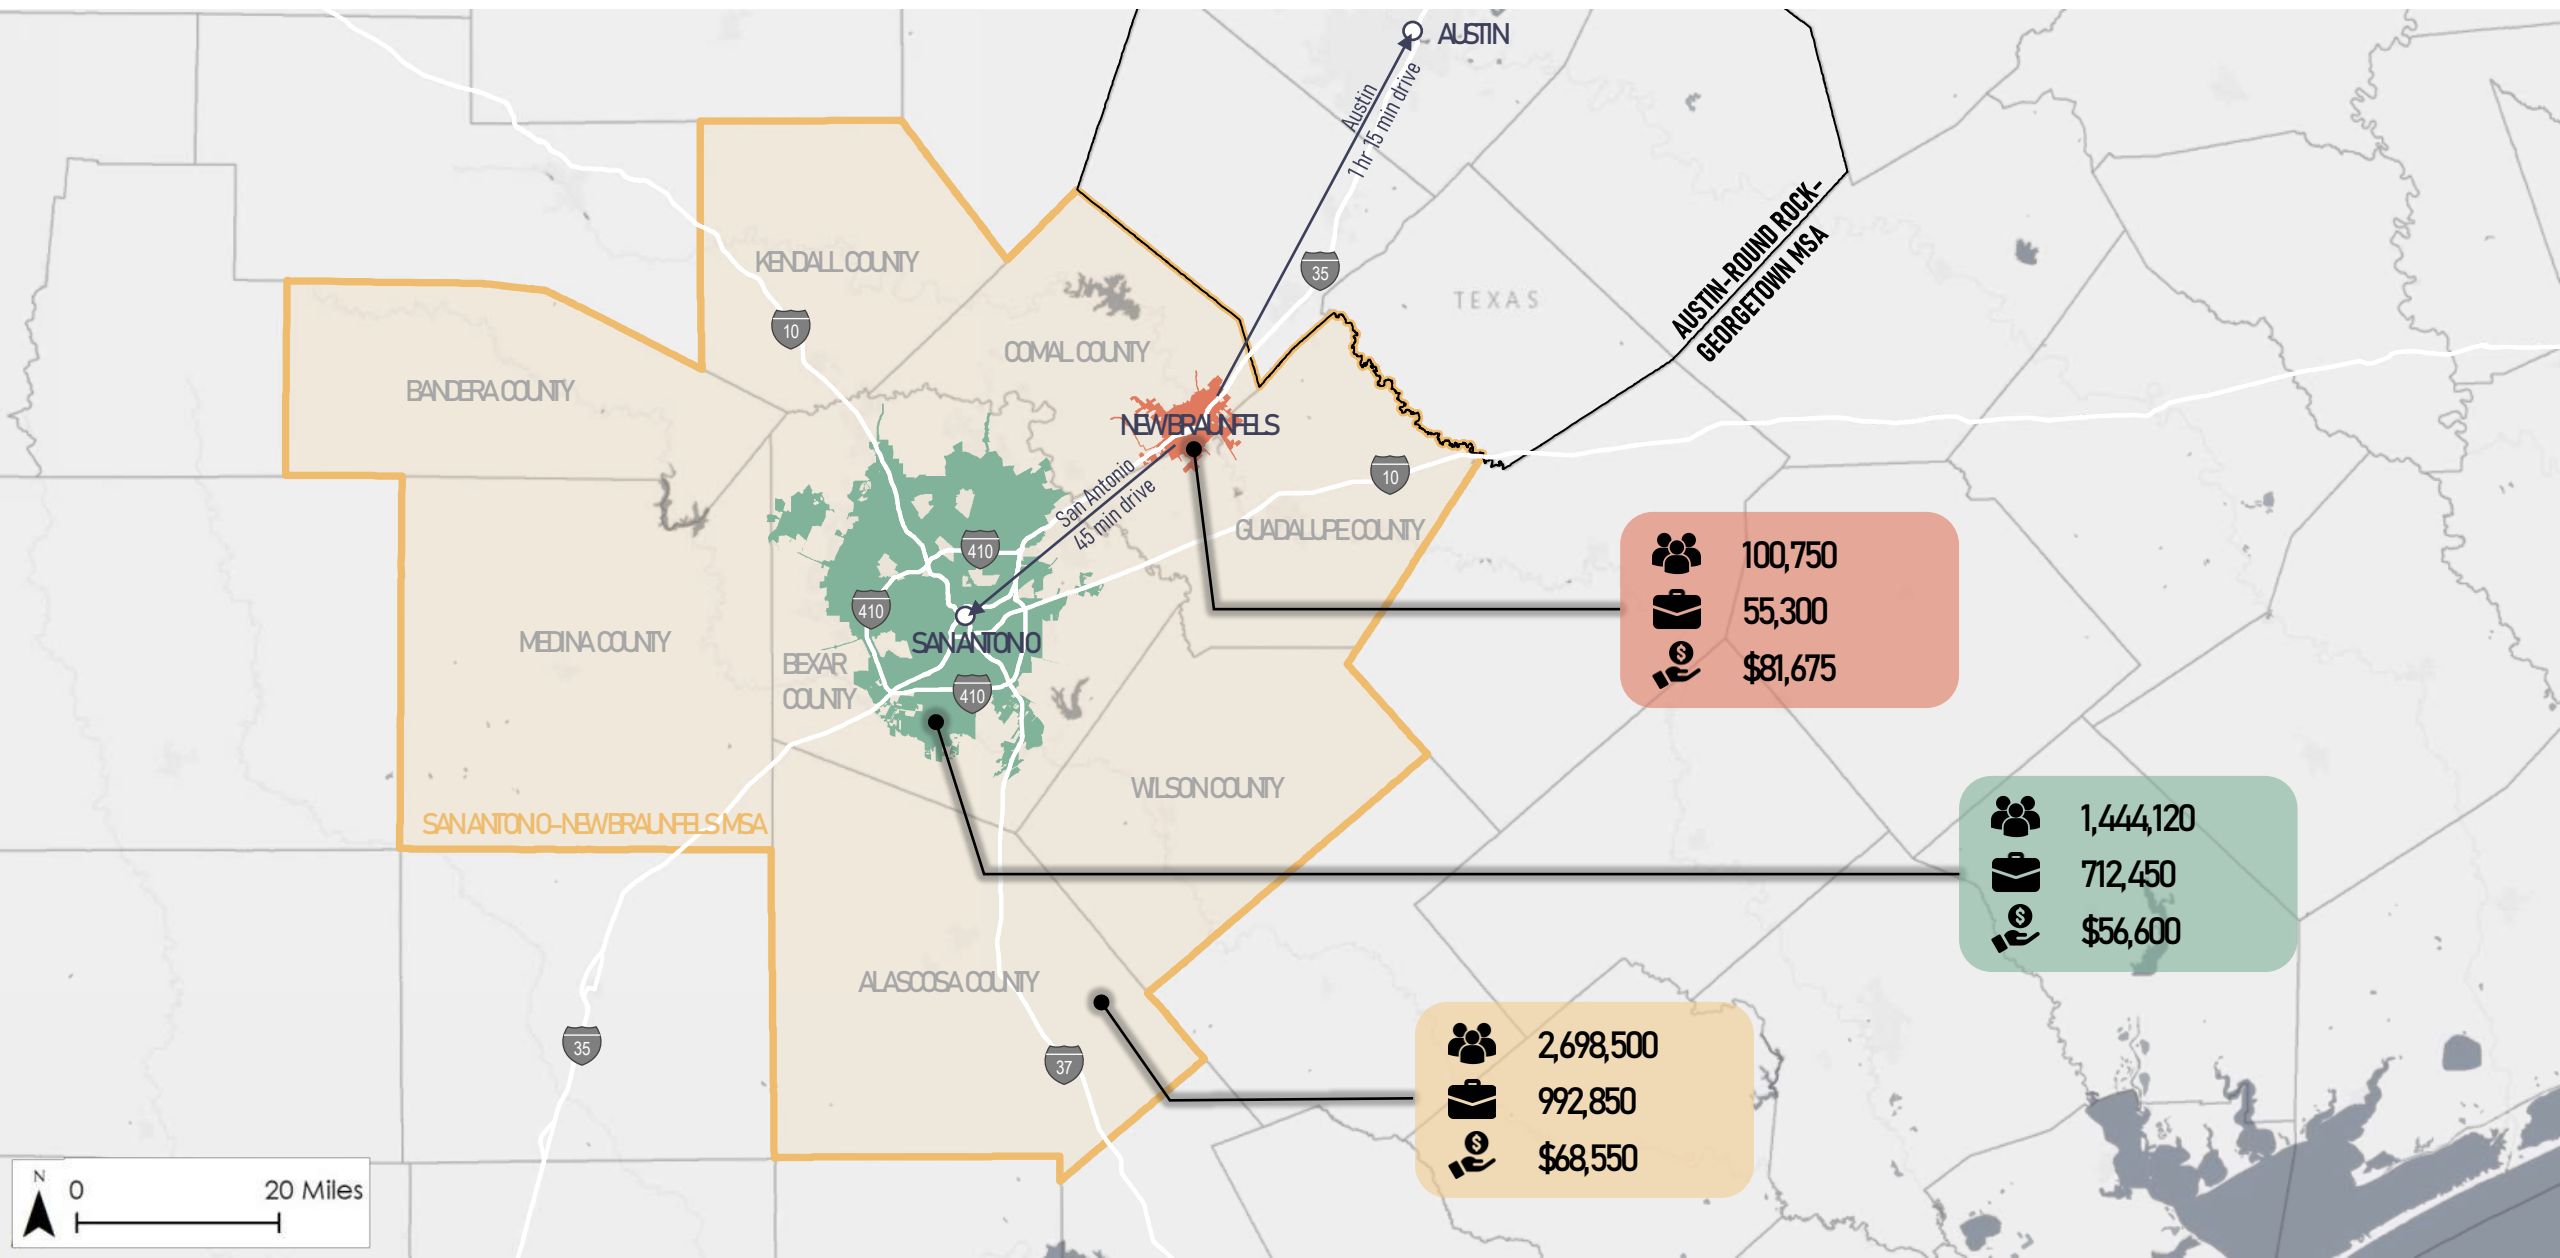 AUSTIN
Austin
1 hr 15 min drive
AUSTIN-ROUND ROCK-
GEORGETOWN MSA
KENDALL COUNTY
35
TEXAS
10
COMAL COUNTY
BANDERA COUNTY
NEW BRAUNFELS
San Antonio
45 min drive
10
GUADALUPE COUNTY
410
410
SAN ANTONIO
MEDINA COUNTY
BEXAR
COUNTY
410
100,750
55,300
$81,675
WILSON COUNTY
SAN ANTONIO-NEW BRAUNFELS MSA
1,444,120
712,450
$56,600
ALASCOSA COUNTY
35
37
2,698,500
992,850
$68,550
N
0 20 Miles